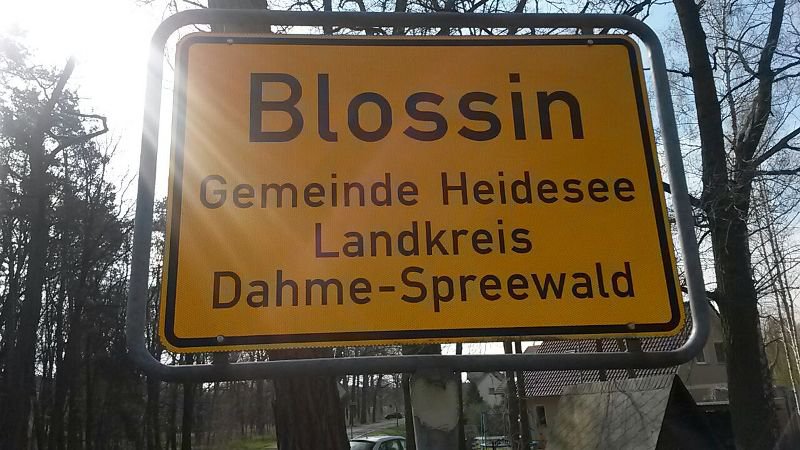 Blossin
Gemeinde Heidesee
Landkreis
Dahme-Spreewald